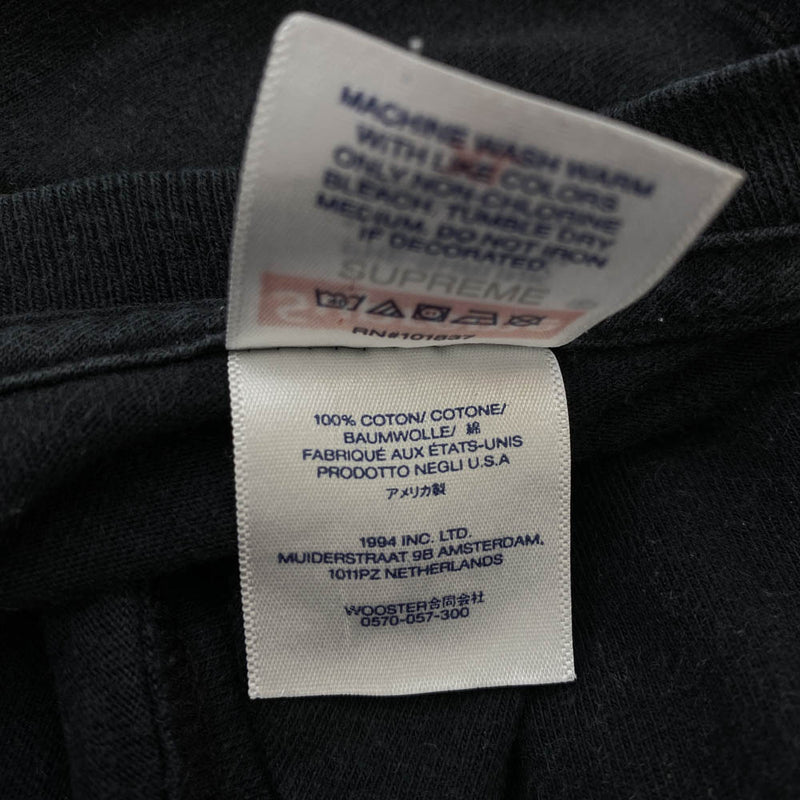 MACHINE WASH WARM
WITH LIKE COLORS
ONLY NON-CHLORINE
BLEACH. TUMBLE DRY
MEDIUM. DO NOT IRON
IF DECORATED.
SUPREME
RN#101837
100% COTON/ COTONE/
BAUMWOLLE/ 綿
FABRIQUÉ AUX ÉTATS-UNIS
PRODOTTO NEGLI U.S.A
アメリカ製
1994 INC. LTD.
MUIDERSTRAAT 9B AMSTERDAM,
1011PZ NETHERLANDS
WOOSTER合同会社
0570-057-300